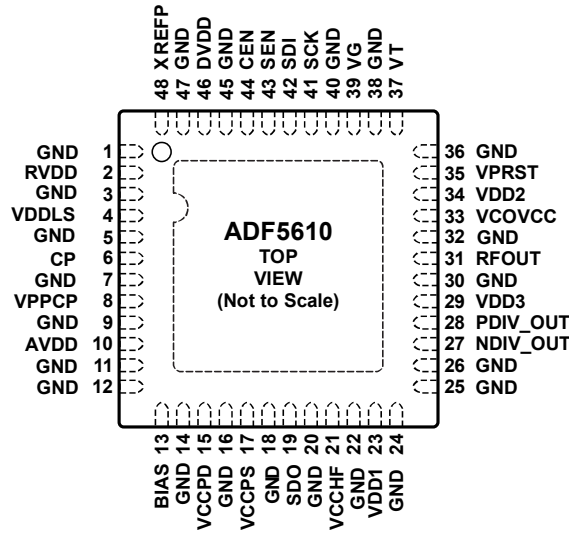 48 XREFP
47 GND
46 DVDD
45 GND
44 CEN
43 SEN
42 SDI
41 SCK
40 GND
39 VG
38 GND
37 VT
GND 1
RVDD 2
GND 3
VDDLS 4
GND 5
CP 6
GND 7
VPPCP 8
GND 9
AVDD 10
GND 11
GND 12
ADF5610
TOP
VIEW
(Not to Scale)
36 GND
35 VPRST
34 VDD2
33 VCOVCC
32 GND
31 RFOUT
30 GND
29 VDD3
28 PDIV_OUT
27 NDIV_OUT
26 GND
25 GND
BIAS 13
GND 14
VCCPD 15
GND 16
VCCPS 17
GND 18
SDO 19
GND 20
VCCHF 21
GND 22
VDD1 23
GND 24